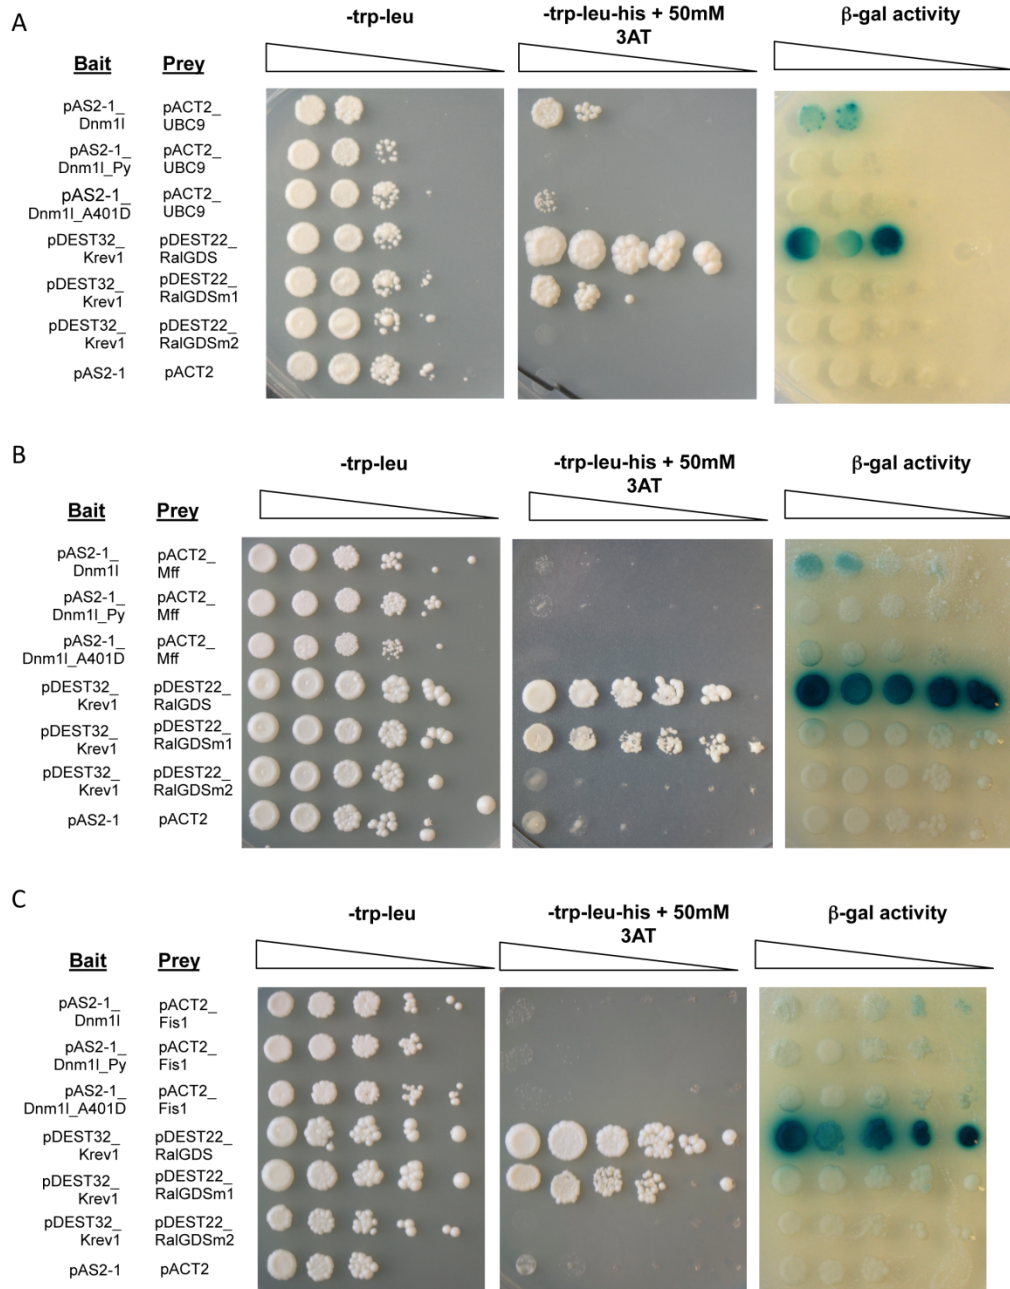 A
-trp-leu
-trp-leu-his + 50mM
3AT
β-gal activity
Bait Prey
pAS2-1_ pACT2_
Dnm1l UBC9
pAS2-1_ pACT2_
Dnm1l_Py UBC9
pAS2-1_ pACT2_
Dnm1l_A401D UBC9
pDEST32_ pDEST22_
Krev1 RalGDS
pDEST32_ pDEST22_
Krev1 RalGDSm1
pDEST32_ pDEST22_
Krev1 RalGDSm2
pAS2-1 pACT2
B
-trp-leu
-trp-leu-his + 50mM
3AT
β-gal activity
Bait Prey
pAS2-1_ pACT2_
Dnm1l Mff
pAS2-1_ pACT2_
Dnm1l_Py Mff
pAS2-1_ pACT2_
Dnm1l_A401D Mff
pDEST32_ pDEST22_
Krev1 RalGDS
pDEST32_ pDEST22_
Krev1 RalGDSm1
pDEST32_ pDEST22_
Krev1 RalGDSm2
pAS2-1 pACT2
C
-trp-leu
-trp-leu-his + 50mM
3AT
β-gal activity
Bait Prey
pAS2-1_ pACT2_
Dnm1l Fis1
pAS2-1_ pACT2_
Dnm1l_Py Fis1
pAS2-1_ pACT2_
Dnm1l_A401D Fis1
pDEST32_ pDEST22_
Krev1 RalGDS
pDEST32_ pDEST22_
Krev1 RalGDSm1
pDEST32_ pDEST22_
Krev1 RalGDSm2
pAS2-1 pACT2